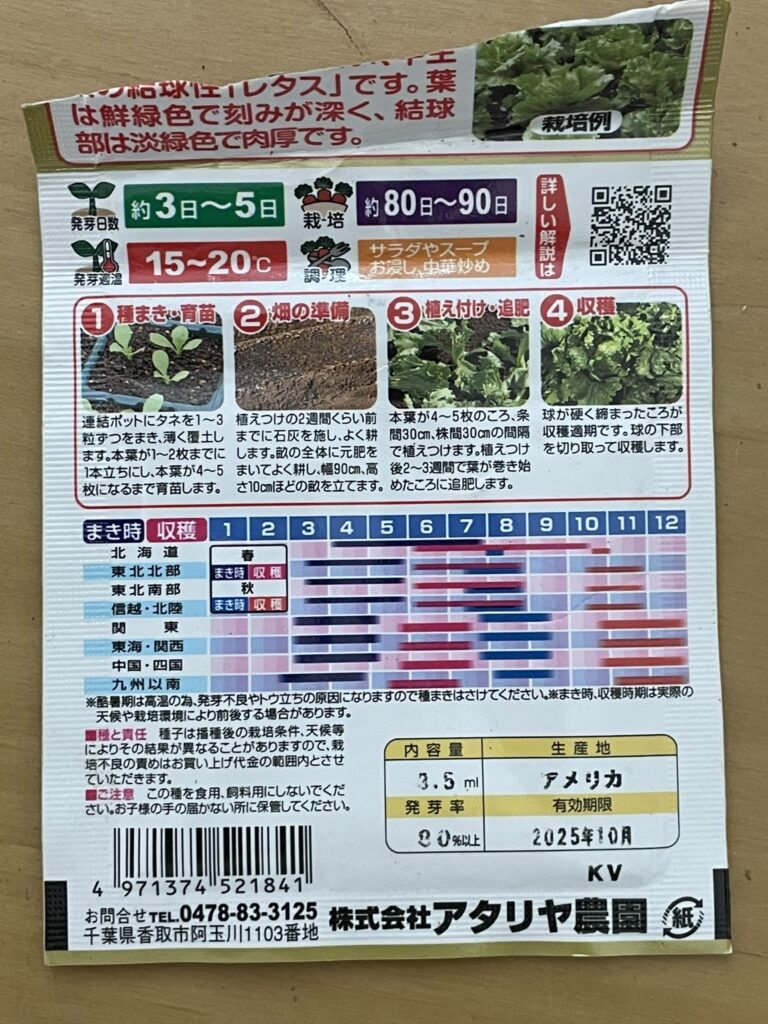 の結球性「レタス」です。葉
は鮮緑色で刻みが深く、結球
部は淡緑色で肉厚です。
栽培例
発芽日数
約3日〜5日
栽・培
約80日〜90日
詳しい解説は
発芽適温
15〜20℃
調・理
サラダやスープ
お浸し、中華炒め
1 種まき・育苗
連結ポットにタネを1〜3
粒ずつをまき、薄く覆土し
ます。本葉が1〜2枚までに
1本立ちにし、本葉が4〜5
枚になるまで育苗します。
2 畑の準備
植えつけの2週間くらい前
までに石灰を施し、よく耕
します。畝の全体に元肥を
まいてよく耕し、幅90cm、高
さ10cmほどの畝を立てます。
3 植え付け・追肥
本葉が4〜5枚のころ、条
間30cm、株間30cmの間隔
で植えつけます。植えつけ
後2〜3週間で葉が巻き始
めたころに追肥します。
4 収穫
球が硬く締まったころが
収穫適期です。球の下部
を切り取って収穫します。
まき時 収穫 1 2 3 4 5 6 7 8 9 10 11 12
北海道
東北北部
東北南部
信越・北陸
関東
東海・関西
中国・四国
九州以南
春
まき時 収穫
秋
まき時 収穫
※酷暑期は高温の為、発芽不良やトウ立ちの原因になりますので種まきはさけてください。※まき時、収穫時期は実際の
天候や栽培環境により前後する場合があります。
■種と責任 種子は播種後の栽培条件、天候等
によりその結果が異なることがありますので、栽
培不良の責めはお買い上げ代金の範囲内とさせ
ていただきます。
■ご注意 この種を食用、飼料用にしないでくだ
さい。お子様の手の届かない所に保管してください。
内容量 生産地
3.5ml アメリカ
発芽率 有効期限
80%以上 2025年10月
KV
4 971374 521841
お問合せTEL.0478-83-3125
千葉県香取市阿玉川1103番地
株式会社アタリヤ農園
紙